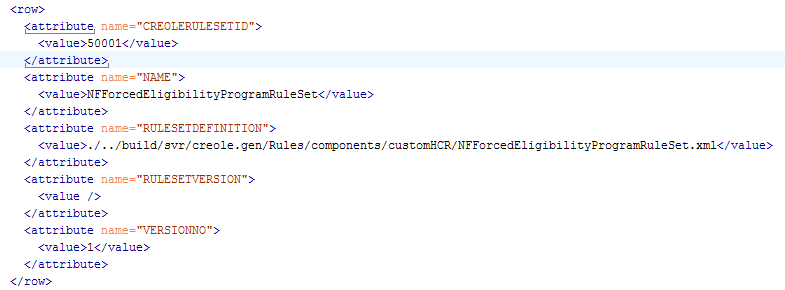 <row>
<attribute name="CREOLERULESETID">
<value>50001</value>
</attribute>
<attribute name="NAME">
<value>NFForcedEligibilityProgramRuleSet</value>
</attribute>
<attribute name="RULESETDEFINITION">
<value>./../build/svr/creole.gen/Rules/components/customHCR/NFForcedEligibilityProgramRuleSet.xml</value>
</attribute>
<attribute name="RULESETVERSION">
<value />
</attribute>
<attribute name="VERSIONNO">
<value>1</value>
</attribute>
</row>